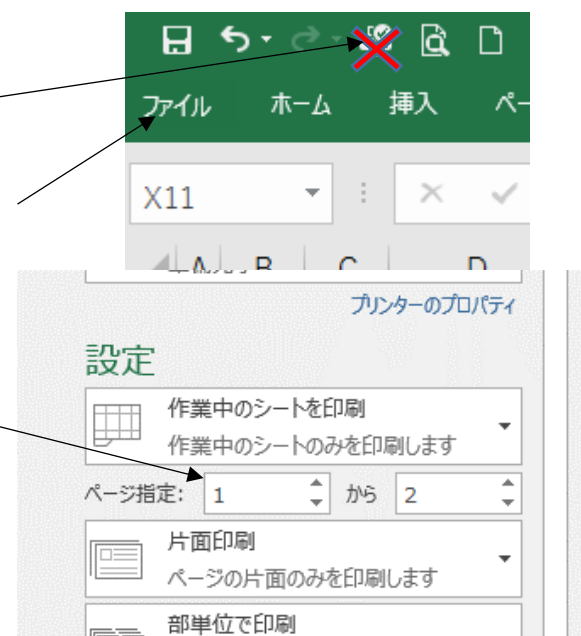 ファイル ホーム 挿入 ペー
X11
A B C D
プリンターのプロパティ
設定
作業中のシートを印刷
作業中のシートのみを印刷します
ページ指定: 1 から 2
片面印刷
ページの片面のみを印刷します
部単位で印刷